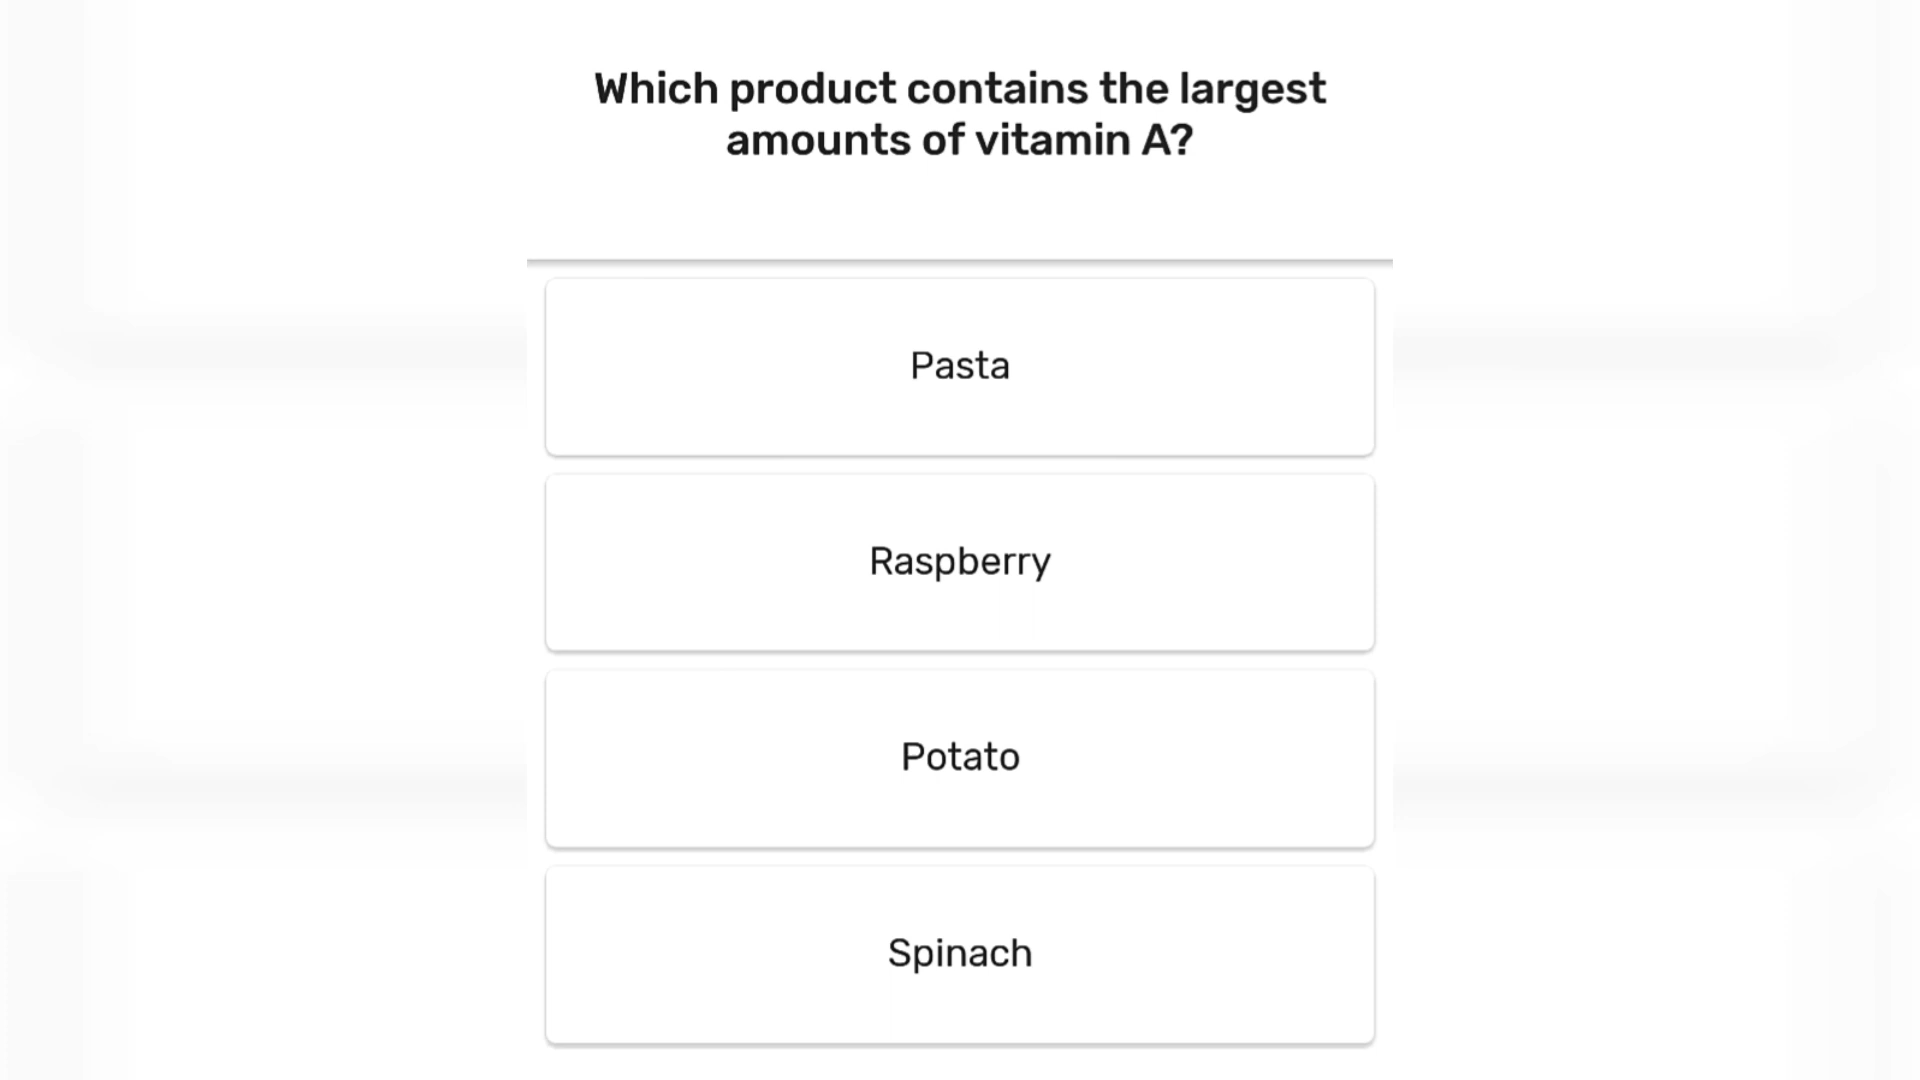 Which product contains the largest
amounts of vitamin A?
Pasta
Raspberry
Potato
Spinach